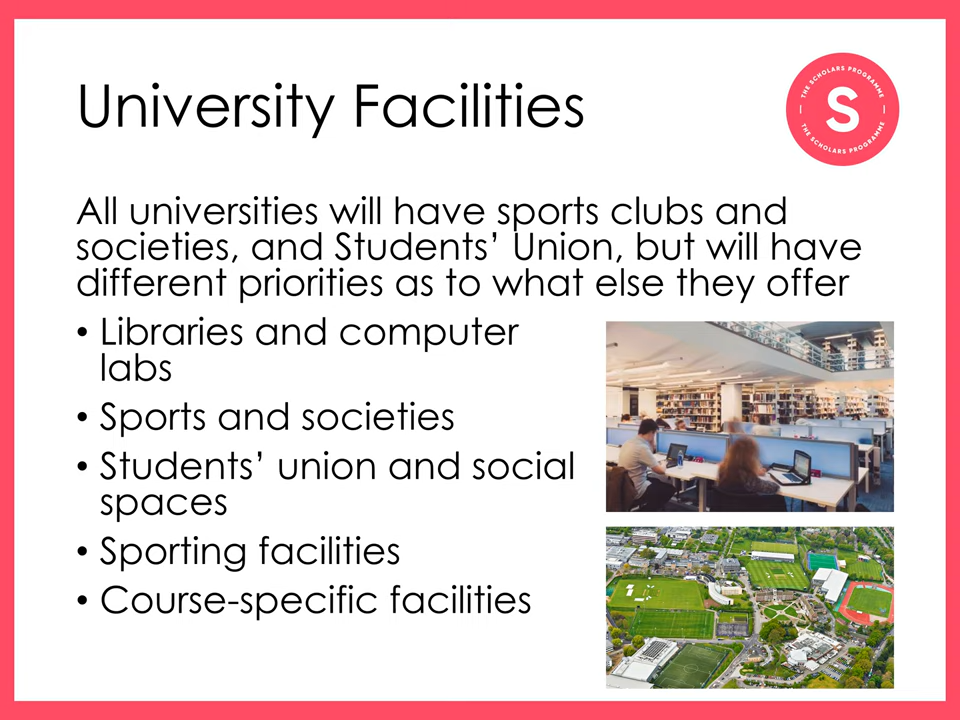 University Facilities
THE SCHOLARS PROGRAMME
S
THE SCHOLARS PROGRAMME
All universities will have sports clubs and
societies, and Students’ Union, but will have
different priorities as to what else they offer
• Libraries and computer
labs
• Sports and societies
• Students’ union and social
spaces
• Sporting facilities
• Course-specific facilities